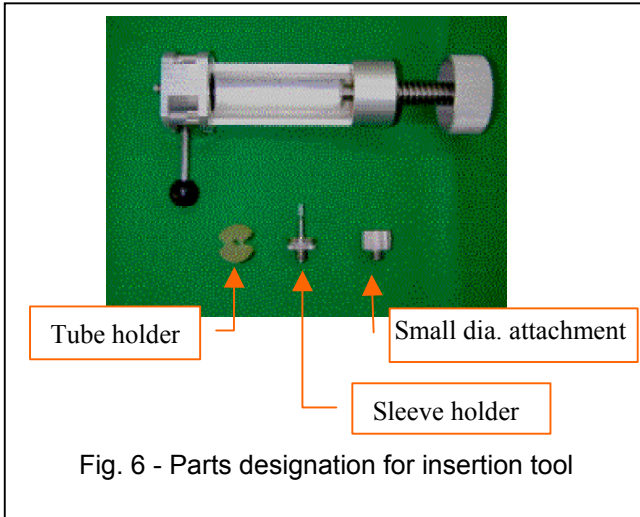 Tube holder
Small dia. attachment
Sleeve holder
Fig. 6 - Parts designation for insertion tool